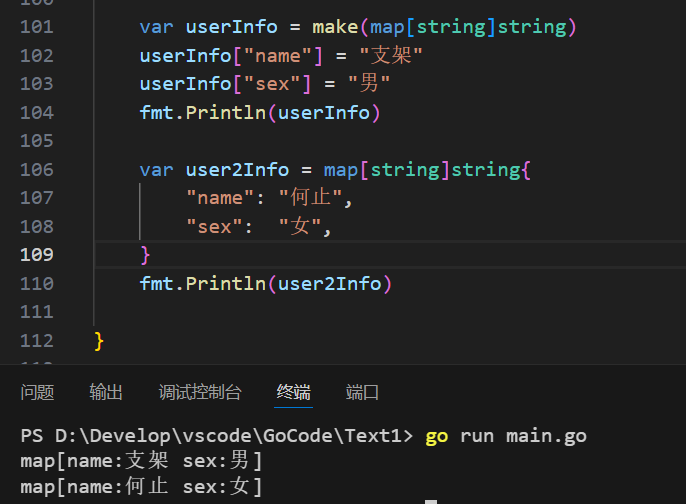 101 var userInfo = make(map[string]string)
102 userInfo["name"] = "支架"
103 userInfo["sex"] = "男"
104 fmt.Println(userInfo)
105
106 var user2Info = map[string]string{
107 "name": "何止",
108 "sex": "女",
109 }
110 fmt.Println(user2Info)
111
112 }
问题 输出 调试控制台 终端 端口
PS D:\Develop\vscode\GoCode\Text1> go run main.go
map[name:支架 sex:男]
map[name:何止 sex:女]